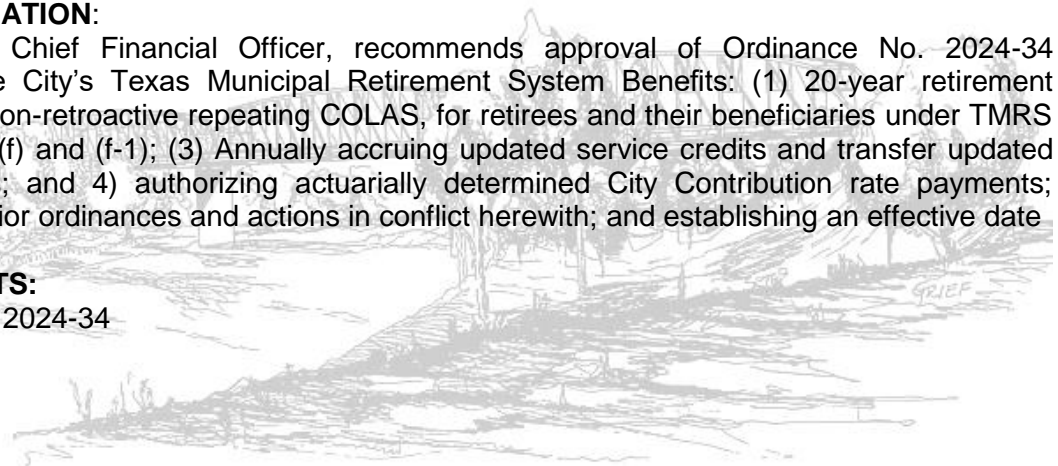 ATION:
Chief Financial Officer, recommends approval of Ordinance No. 2024-34
e City’s Texas Municipal Retirement System Benefits: (1) 20-year retirement
on-retroactive repeating COLAS, for retirees and their beneficiaries under TMRS
(f) and (f-1); (3) Annually accruing updated service credits and transfer updated
; and 4) authorizing actuarially determined City Contribution rate payments;
ior ordinances and actions in conflict herewith; and establishing an effective date
TS:
2024-34
GRIEF